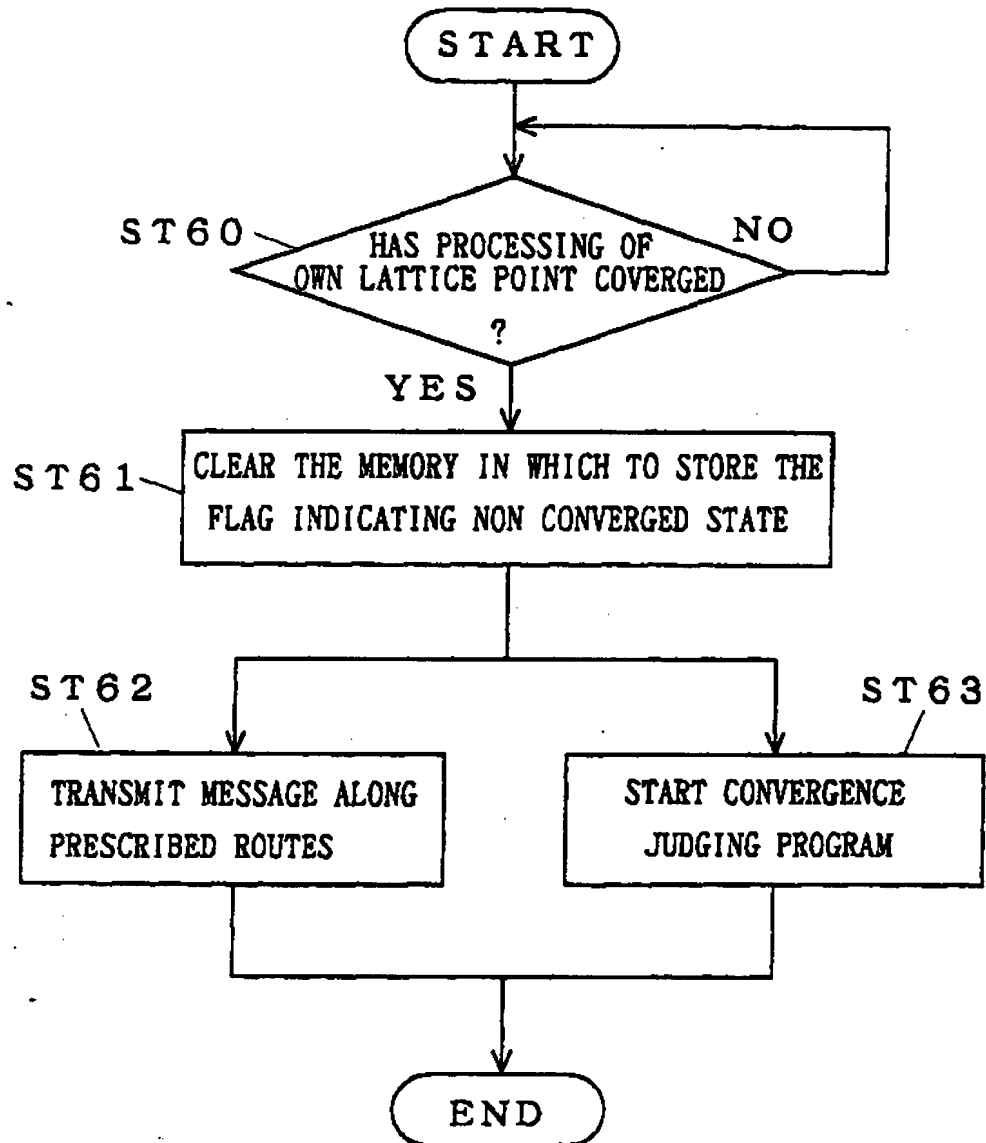 START
ST60
HAS PROCESSING OF
OWN LATTICE POINT COVERGED
?
NO
YES
ST61
CLEAR THE MEMORY IN WHICH TO STORE THE
FLAG INDICATING NON CONVERGED STATE
ST62
TRANSMIT MESSAGE ALONG
PRESCRIBED ROUTES
ST63
START CONVERGENCE
JUDGING PROGRAM
END